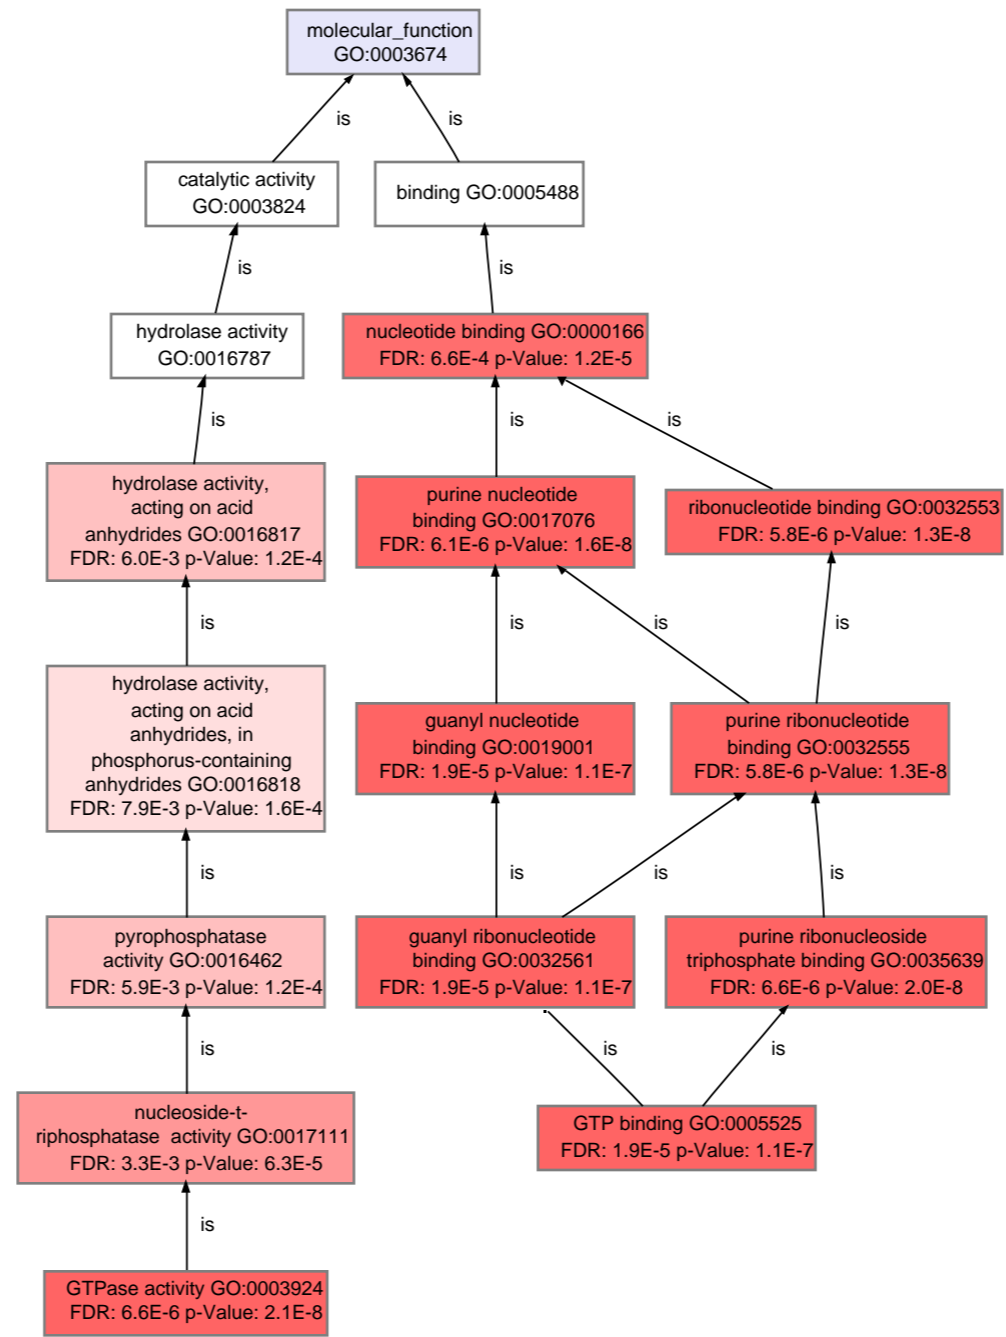 molecular_function
GO:0003674
is
is
catalytic activity
GO:0003824
binding GO:0005488
is
is
hydrolase activity
GO:0016787
nucleotide binding GO:0000166
FDR: 6.6E-4 p-Value: 1.2E-5
is
is
is
hydrolase activity,
acting on acid
anhydrides GO:0016817
FDR: 6.0E-3 p-Value: 1.2E-4
purine nucleotide
binding GO:0017076
FDR: 6.1E-6 p-Value: 1.6E-8
ribonucleotide binding GO:0032553
FDR: 5.8E-6 p-Value: 1.3E-8
is
is
is
is
hydrolase activity,
acting on acid
anhydrides, in
phosphorus-containing
anhydrides GO:0016818
FDR: 7.9E-3 p-Value: 1.6E-4
guanyl nucleotide
binding GO:0019001
FDR: 1.9E-5 p-Value: 1.1E-7
purine ribonucleotide
binding GO:0032555
FDR: 5.8E-6 p-Value: 1.3E-8
is
is
is
is
pyrophosphatase
activity GO:0016462
FDR: 5.9E-3 p-Value: 1.2E-4
guanyl ribonucleotide
binding GO:0032561
FDR: 1.9E-5 p-Value: 1.1E-7
purine ribonucleoside
triphosphate binding GO:0035639
FDR: 6.6E-6 p-Value: 2.0E-8
is
is
is
nucleoside-t-
riphosphatase activity GO:0017111
FDR: 3.3E-3 p-Value: 6.3E-5
GTP binding GO:0005525
FDR: 1.9E-5 p-Value: 1.1E-7
is
GTPase activity GO:0003924
FDR: 6.6E-6 p-Value: 2.1E-8